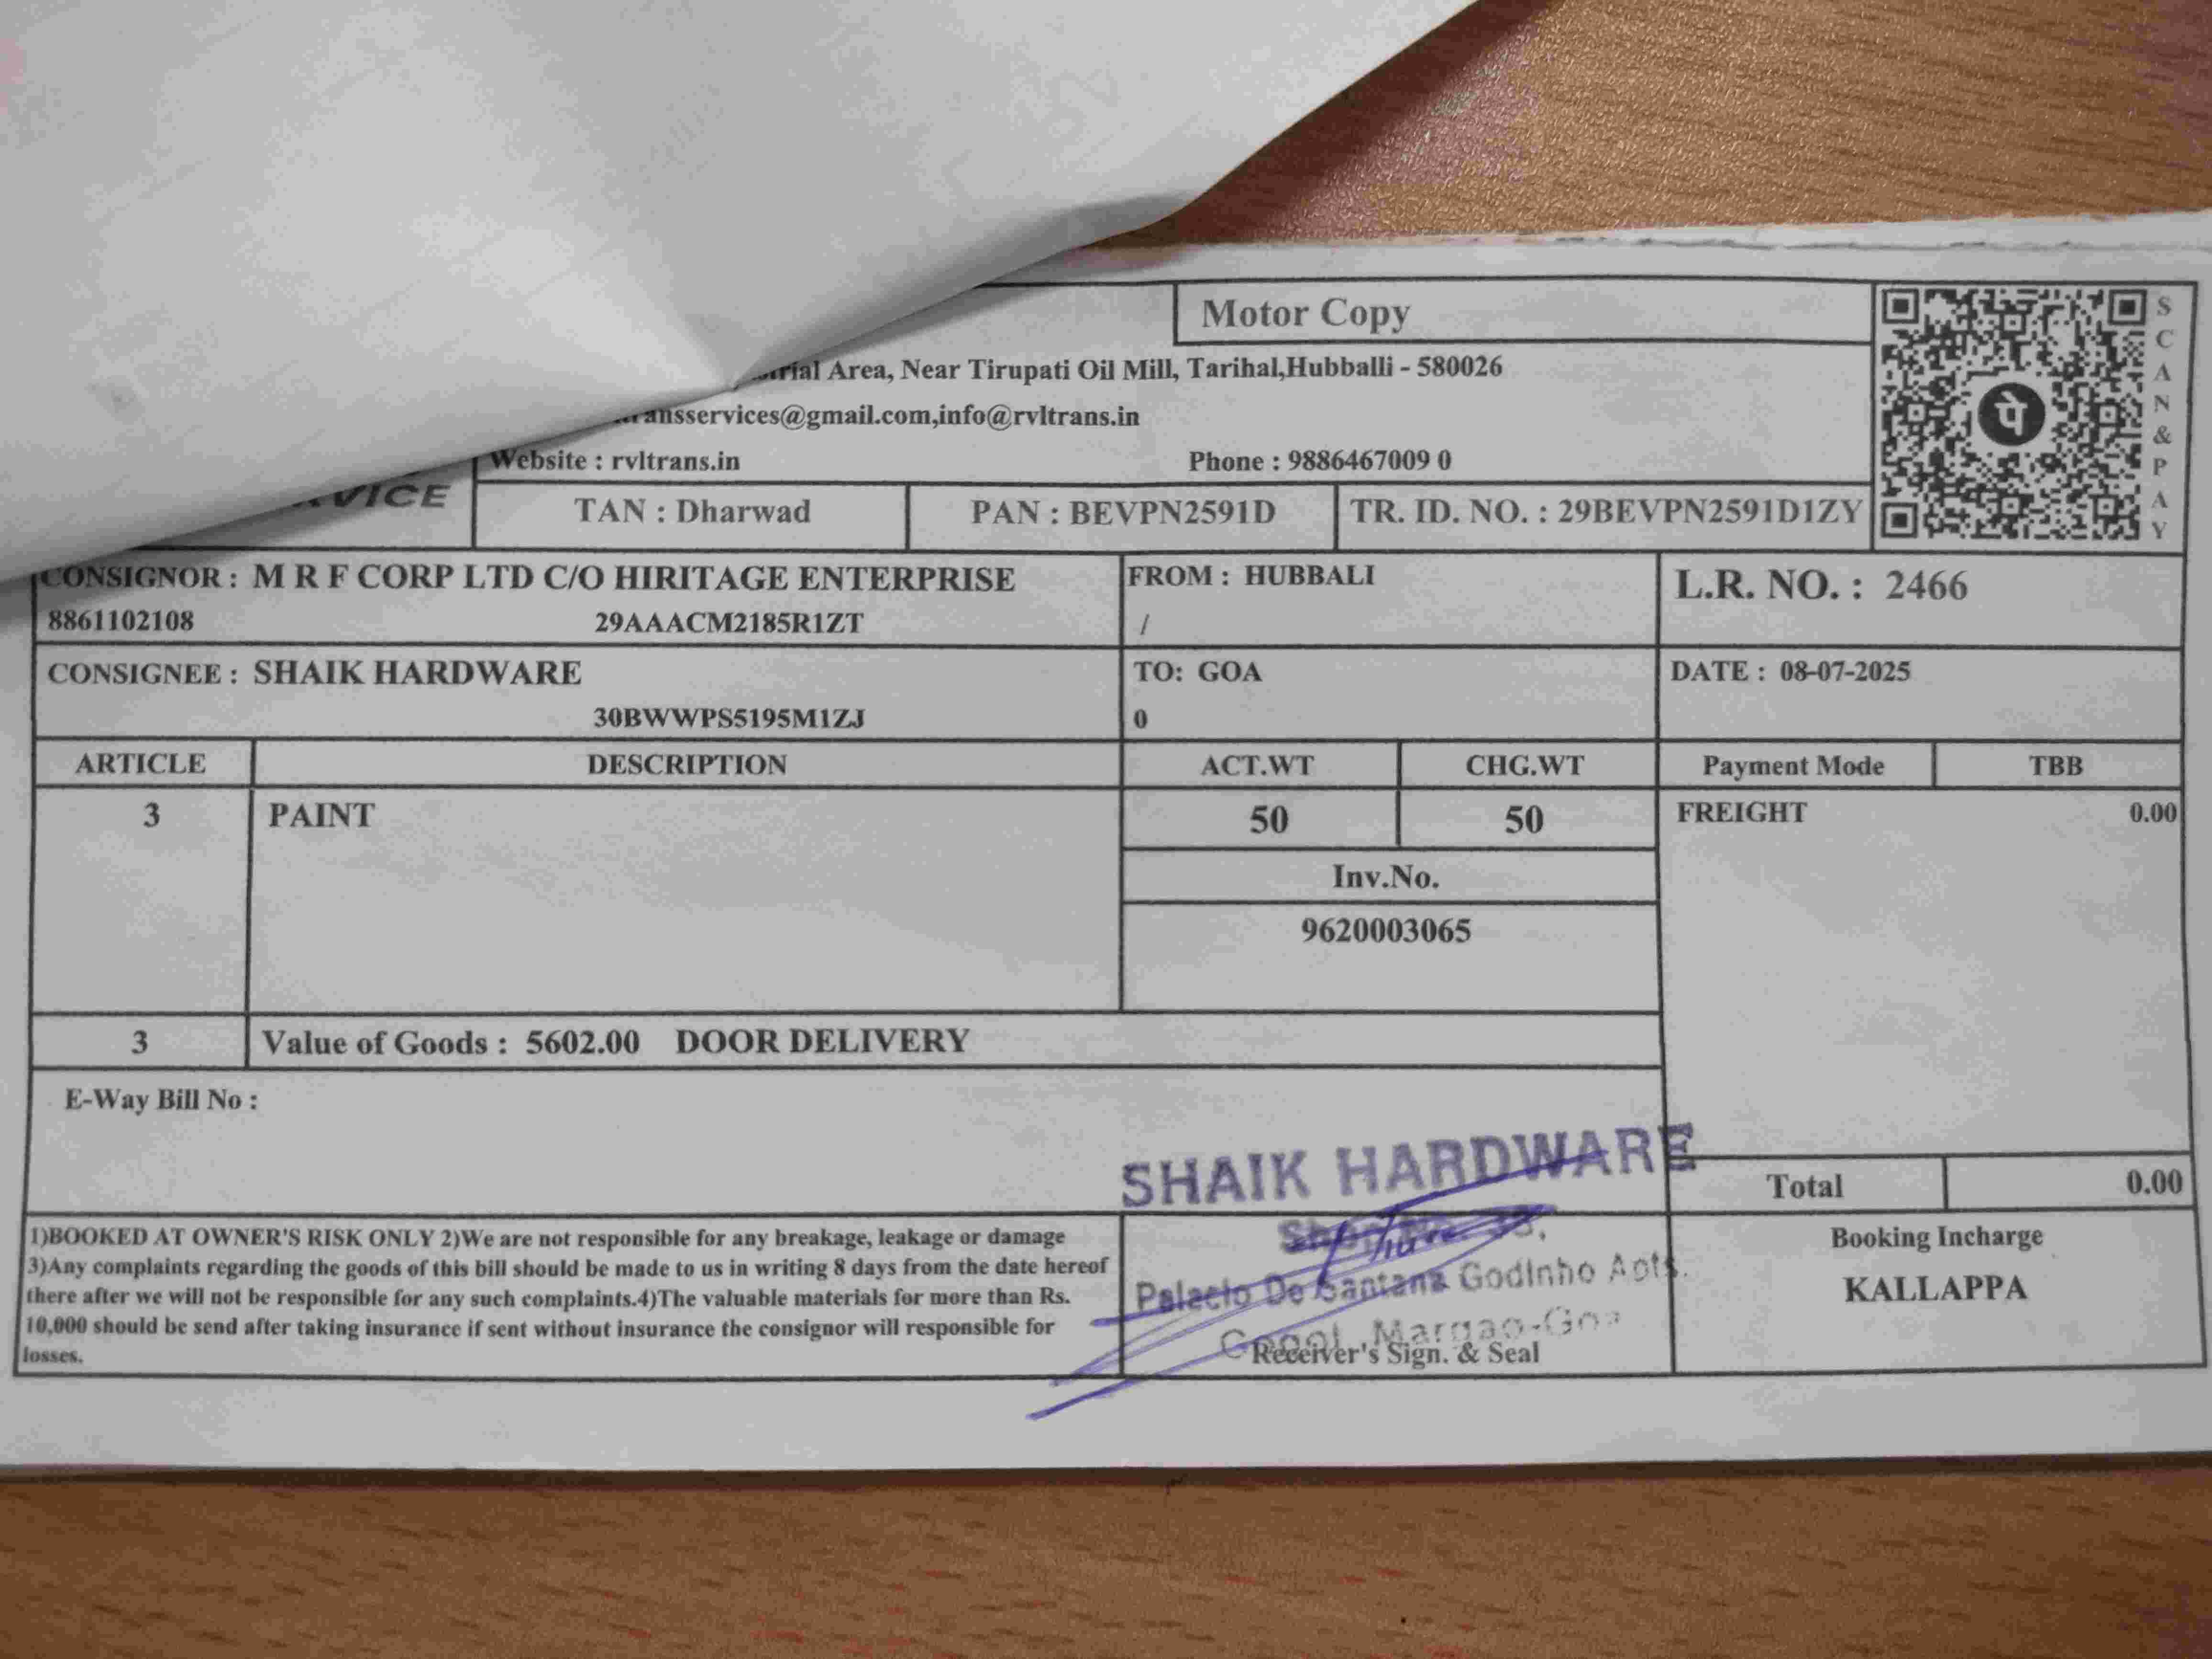 Motor Copy
Area, Near Tirupati Oil Mill, Tarihal,Hubballi - 580026
ansservices@gmail.com,info@rvltrans.in
Website : rvltrans.in Phone : 9886467009 0
VICE
TAN : Dharwad PAN : BEVPN2591D TR. ID. NO. : 29BEVPN2591D1ZY
SCAN&PAY
पे
CONSIGNOR : M R F CORP LTD C/O HIRITAGE ENTERPRISE FROM : HUBBALI L.R. NO. : 2466
8861102108 29AAACM2185R1ZT /
CONSIGNEE : SHAIK HARDWARE TO: GOA DATE : 08-07-2025
30BWWPS5195M1ZJ 0
ARTICLE DESCRIPTION ACT.WT CHG.WT Payment Mode TBB
3 PAINT 50 50 FREIGHT 0.00
Inv.No.
9620003065
3 Value of Goods : 5602.00 DOOR DELIVERY
E-Way Bill No :
SHAIK HARDWARE
Total 0.00
1)BOOKED AT OWNER'S RISK ONLY 2)We are not responsible for any breakage, leakage or damage
3)Any complaints regarding the goods of this bill should be made to us in writing 8 days from the date hereof
there after we will not be responsible for any such complaints.4)The valuable materials for more than Rs.
10,000 should be send after taking insurance if sent without insurance the consignor will responsible for
losses.
Palacio De Santana Godinho Apts.
Margao-Goa
Receiver's Sign. & Seal
Booking Incharge
KALLAPPA